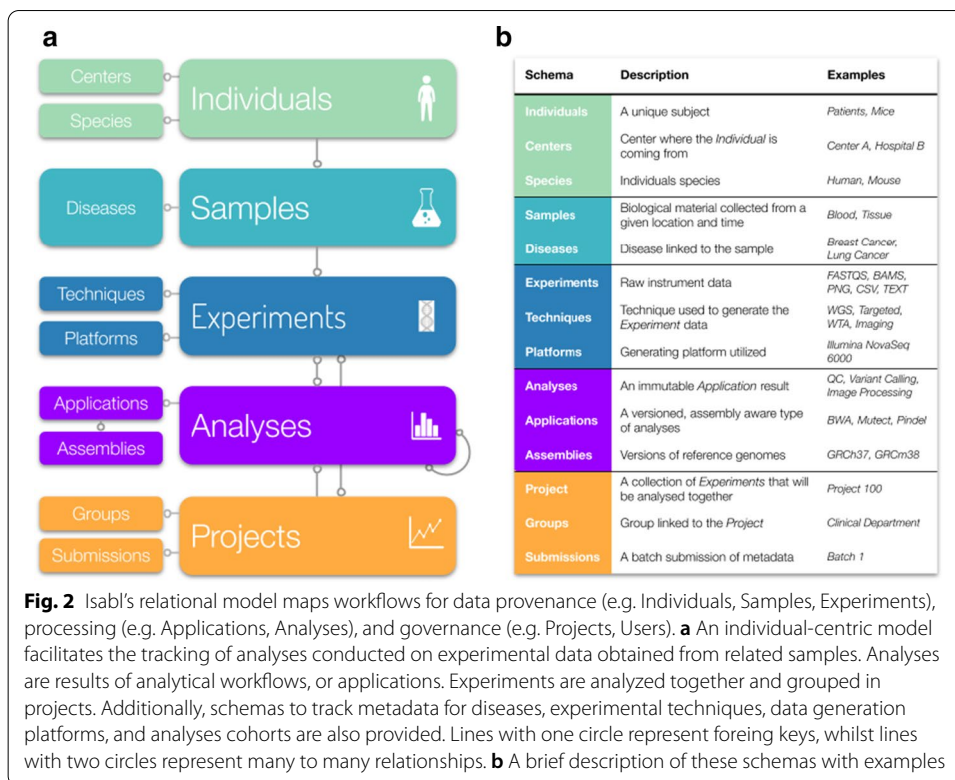 a
Centers
Species
Individuals
Diseases
Samples
Techniques
Platforms
Experiments
Applications
Assemblies
Analyses
Groups
Submissions
Projects
b
Schema Description Examples
Individuals A unique subject Patients, Mice
Centers Center where the Individual is coming from Center A, Hospital B
Species Individuals species Human, Mouse
Samples Biological material collected from a given location and time Blood, Tissue
Diseases Disease linked to the sample Breast Cancer, Lung Cancer
Experiments Raw instrument data FASTQS, BAMS, PNG, CSV, TEXT
Techniques Technique used to generate the Experiment data WGS, Targeted, WTA, Imaging
Platforms Generating platform utilized Illumina NovaSeq 6000
Analyses An immutable Application result QC, Variant Calling, Image Processing
Applications A versioned, assembly aware type of analyses BWA, Mutect, Pindel
Assemblies Versions of reference genomes GRCh37, GRCm38
Project A collection of Experiments that will be analysed together Project 100
Groups Group linked to the Project Clinical Department
Submissions A batch submission of metadata Batch 1
Fig. 2 Isabl's relational model maps workflows for data provenance (e.g. Individuals, Samples, Experiments),
processing (e.g. Applications, Analyses), and governance (e.g. Projects, Users). a An individual-centric model
facilitates the tracking of analyses conducted on experimental data obtained from related samples. Analyses
are results of analytical workflows, or applications. Experiments are analyzed together and grouped in
projects. Additionally, schemas to track metadata for diseases, experimental techniques, data generation
platforms, and analyses cohorts are also provided. Lines with one circle represent foreing keys, whilst lines
with two circles represent many to many relationships. b A brief description of these schemas with examples